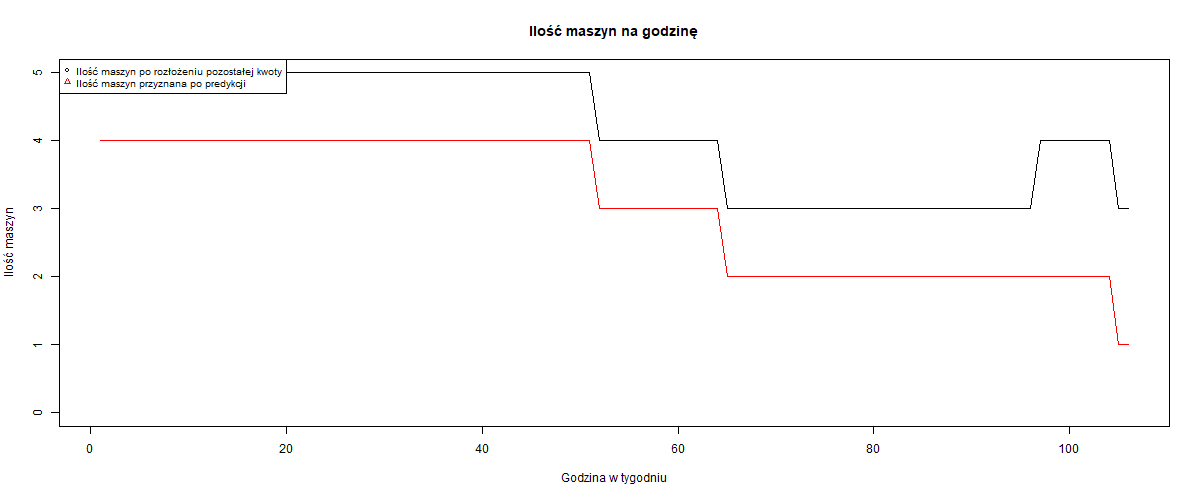 Ilość maszyn na godzinę
Ilość maszyn po rozłożeniu pozostałej kwoty
Ilość maszyn przyznana po predykcji
Ilość maszyn
5
4
3
2
1
0
0 20 40 60 80 100
Godzina w tygodniu